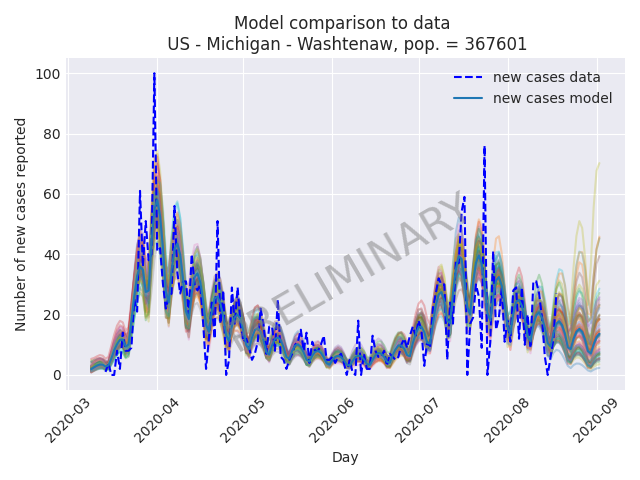 Model comparison to data
US - Michigan - Washtenaw, pop. = 367601
new cases data
new cases model
PRELIMINARY
Number of new cases reported
100
80
60
40
20
0
2020-03
2020-04
2020-05
2020-06
2020-07
2020-08
2020-09
Day